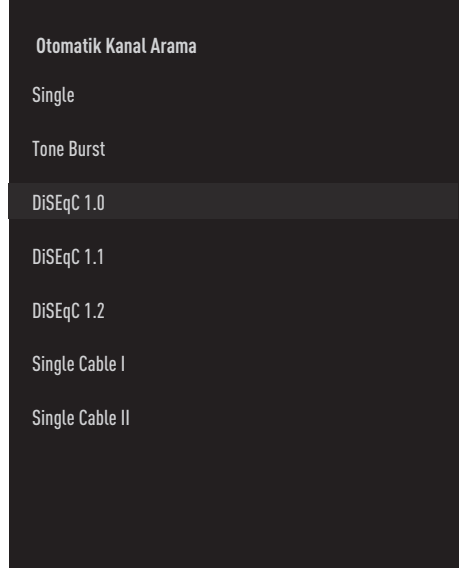 Otomatik Kanal Arama
Single
Tone Burst
DiSEqC 1.0
DiSEqC 1.1
DiSEqC 1.2
Single Cable I
Single Cable II